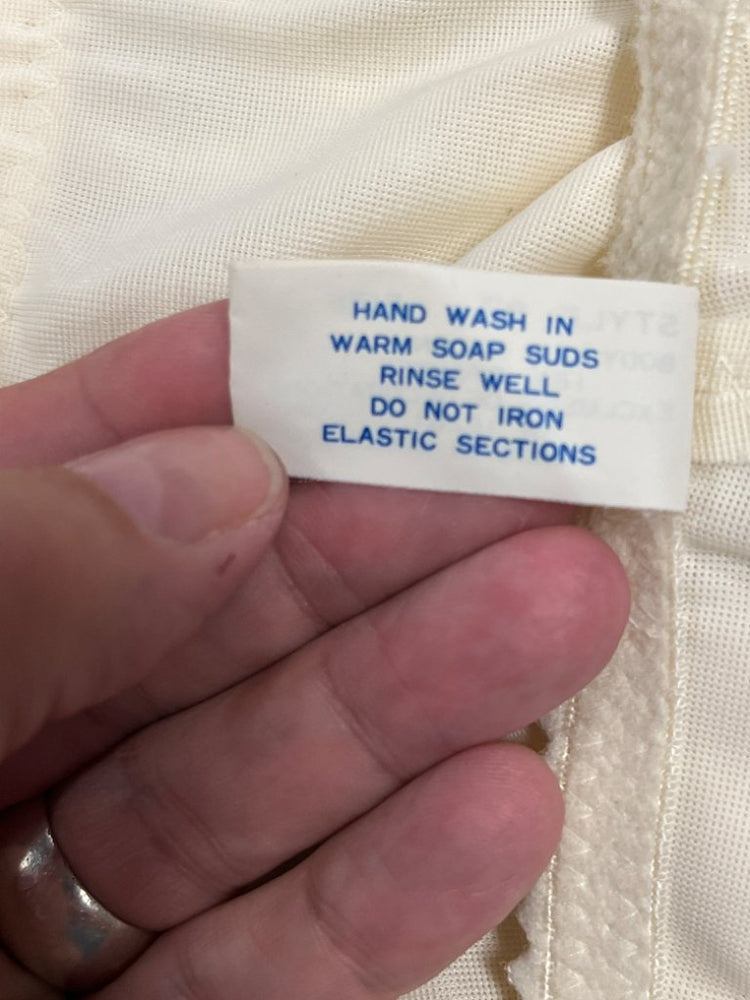 HAND WASH IN
WARM SOAP SUDS
RINSE WELL
DO NOT IRON
ELASTIC SECTIONS